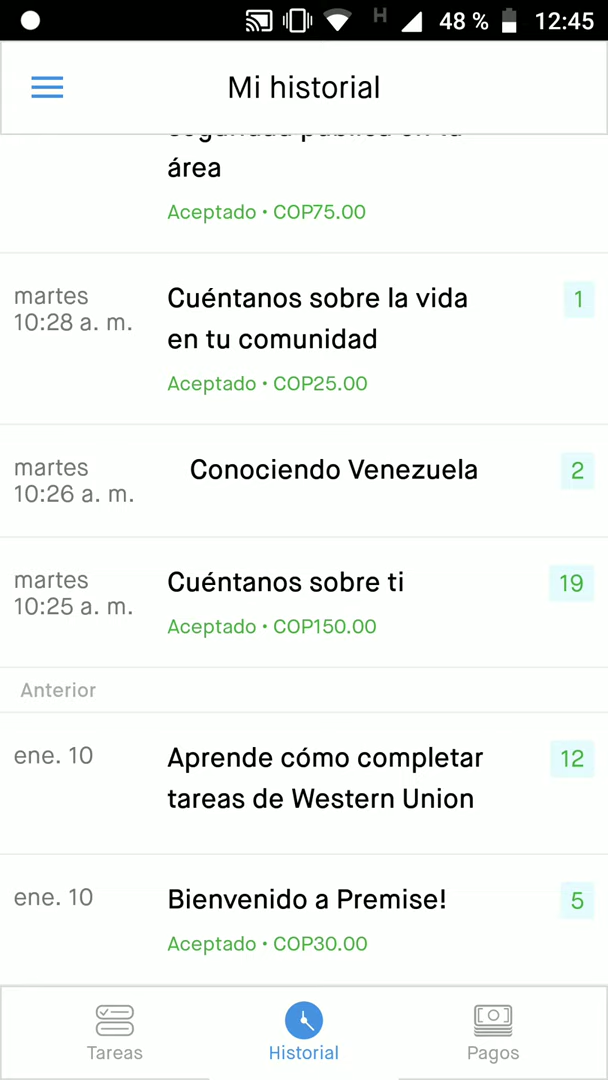 H 48 % 12:45
Mi historial
área
Aceptado • COP75.00
martes
10:28 a. m.
Cuéntanos sobre la vida
en tu comunidad
1
Aceptado • COP25.00
martes
10:26 a. m.
Conociendo Venezuela
2
martes
10:25 a. m.
Cuéntanos sobre ti
19
Aceptado • COP150.00
Anterior
ene. 10
Aprende cómo completar
tareas de Western Union
12
ene. 10
Bienvenido a Premise!
5
Aceptado • COP30.00
Tareas
Historial
Pagos